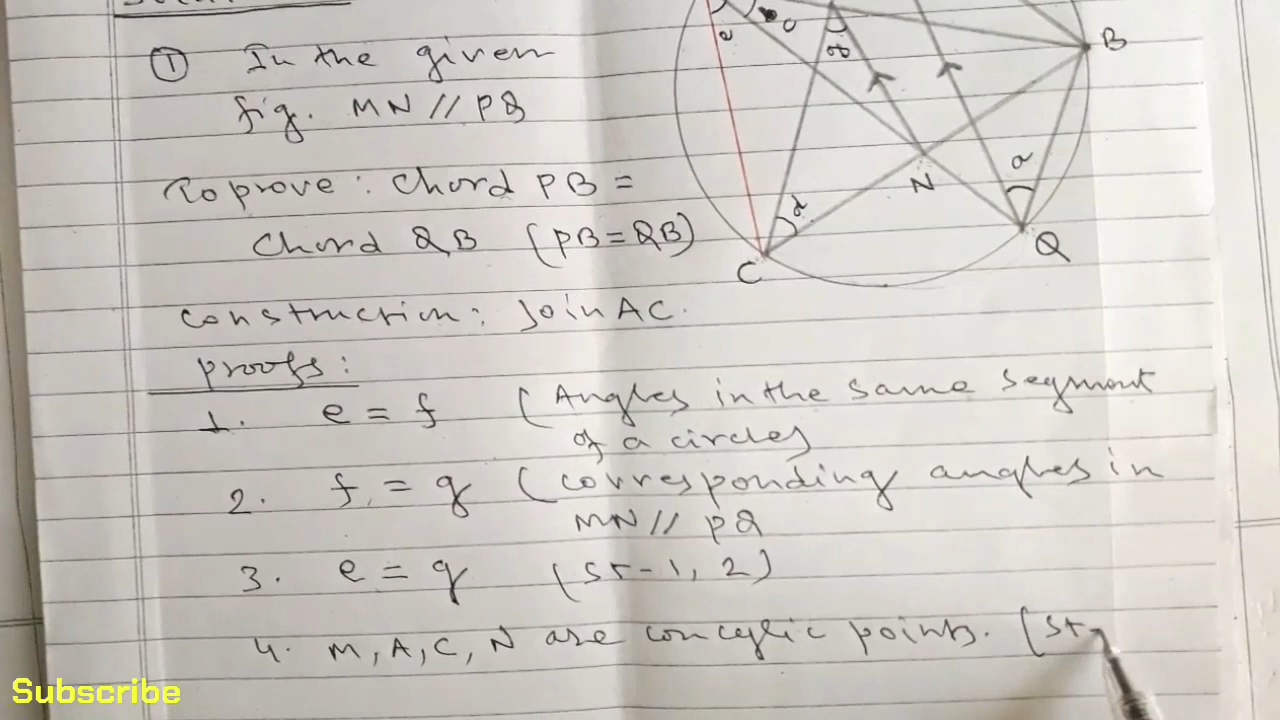 ① In the given
fig. MN // PQ
To prove : Chord PB =
Chord QB (PB = QB)
Construction : Join AC.
proofs :
1. e = f (Angles in the same segment
of a circles)
2. f = g (corresponding angles in
MN // PQ
3. e = g (St - 1, 2)
4. M, A, C, N are concylic points. (St -
e
c
g
B
N
a
d
Q
C
Subscribe